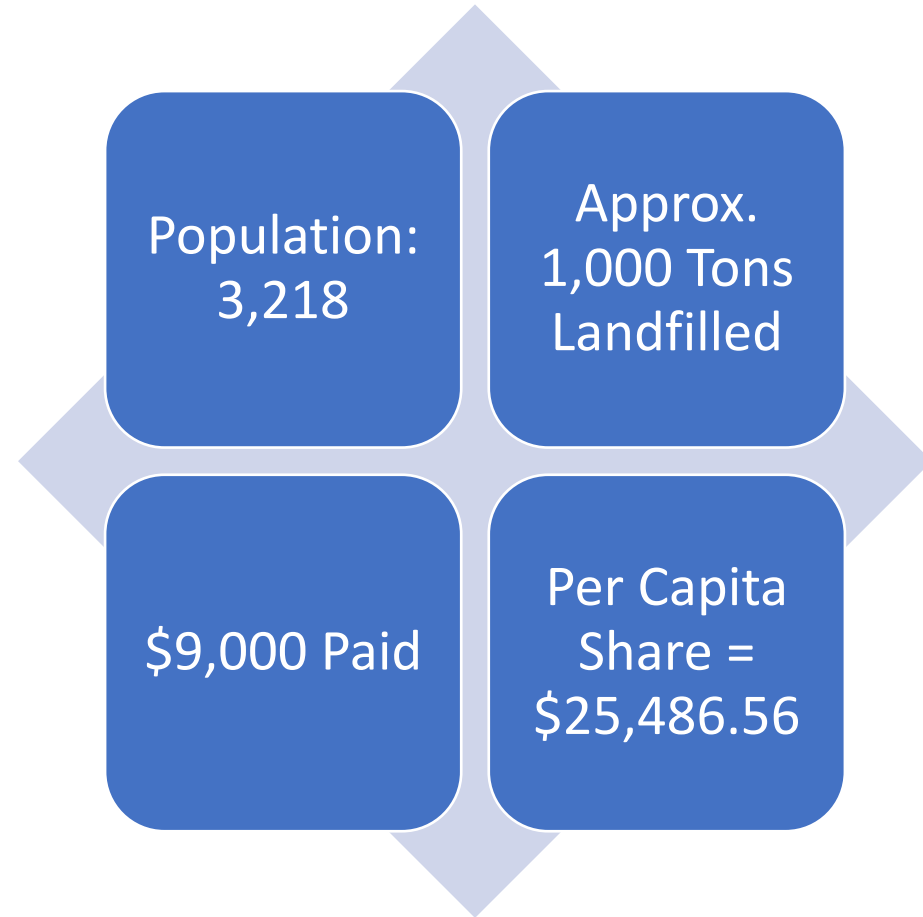 Population:
3,218
Approx.
1,000 Tons
Landfilled
$9,000 Paid
Per Capita
Share =
$25,486.56